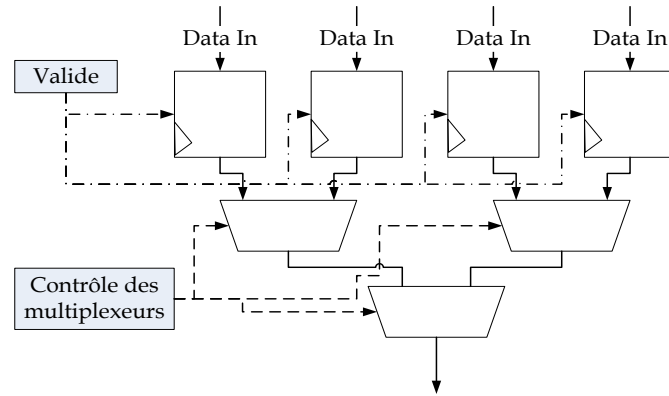 Data In
Data In
Data In
Data In
Valide
Contrôle des
multiplexeurs